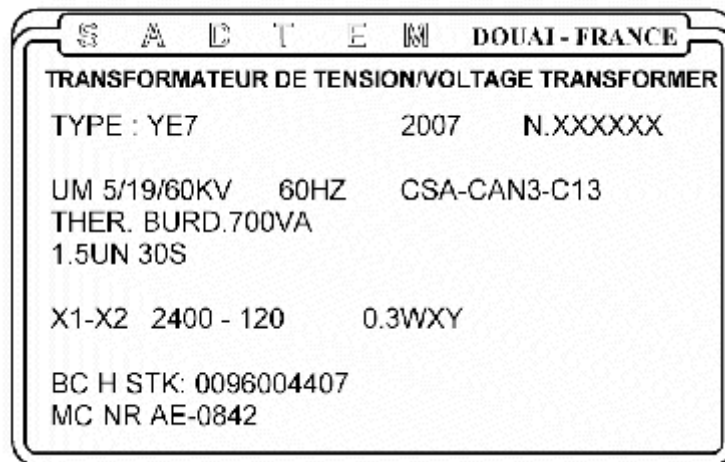 SADTEM DOUAI - FRANCE
TRANSFORMATEUR DE TENSION/VOLTAGE TRANSFORMER
TYPE : YE7 2007 N.XXXXXX
UM 5/19/60KV 60HZ CSA-CAN3-C13
THER. BURD.700VA
1.5UN 30S
X1-X2 2400 - 120 0.3WXY
BC H STK: 0096004407
MC NR AE-0842